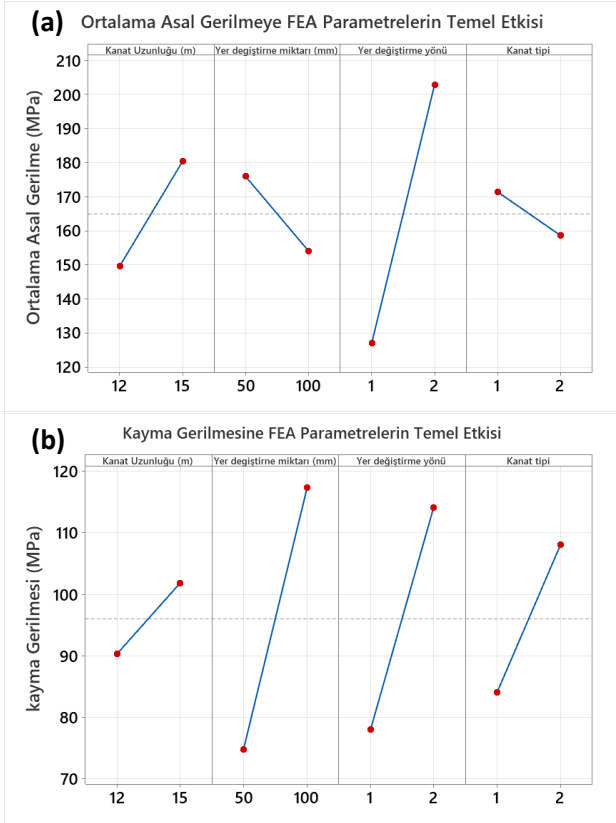 (a) Ortalama Asal Gerilmeye FEA Parametrelerin Temel Etkisi
Kanat Uzunluğu (m) Yer degiştirne miktarı (mm) Yer değiştirme yönü Kanat tipi
Ortalama Asal Gerilme (MPa)
210
200
190
180
170
160
150
140
130
120
12 15 50 100 1 2 1 2
(b) Kayma Gerilmesine FEA Parametrelerin Temel Etkisi
Kanat Uzunluğu (m) Yer degiştirne miktarı (mm) Yer değiştirme yönü Kanat tipi
kayma Gerilmesi (MPa)
120
110
100
90
80
70
12 15 50 100 1 2 1 2